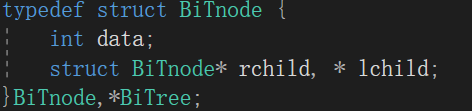 typedef struct BiTnode {
int data;
struct BiTnode* rchild, * lchild;
}BiTnode,*BiTree;